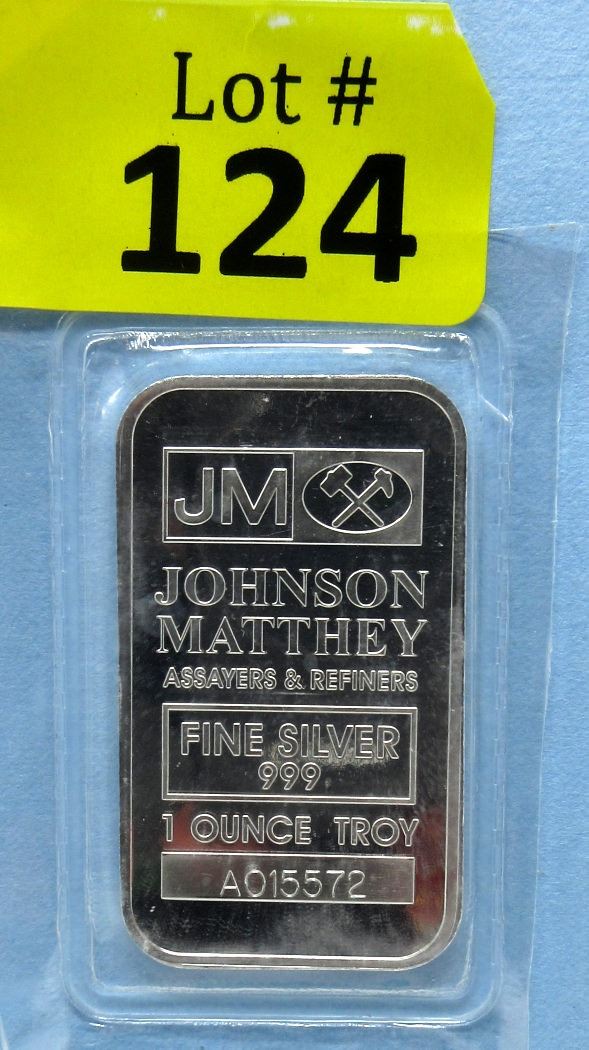 Lot #
124
JM
JOHNSON
MATTHEY
ASSAYERS & REFINERS
FINE SILVER
999
1 OUNCE TROY
A015572